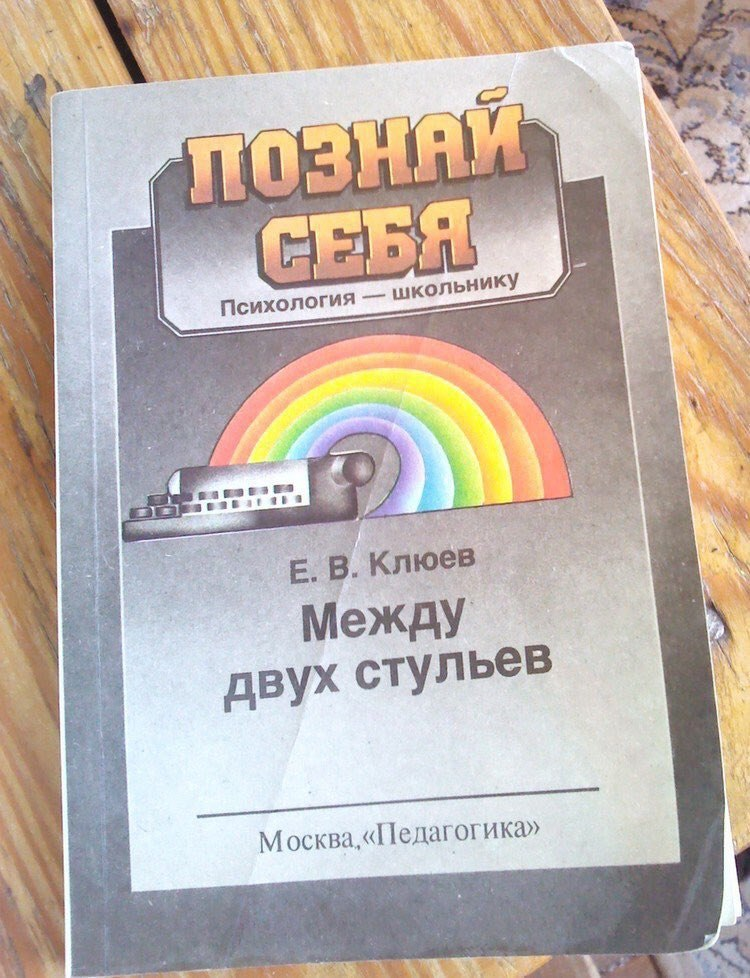 ПОЗНАЙ
СЕБЯ
Психология — школьнику
Е. В. Клюев
Между
двух стульев
Москва, «Педагогика»